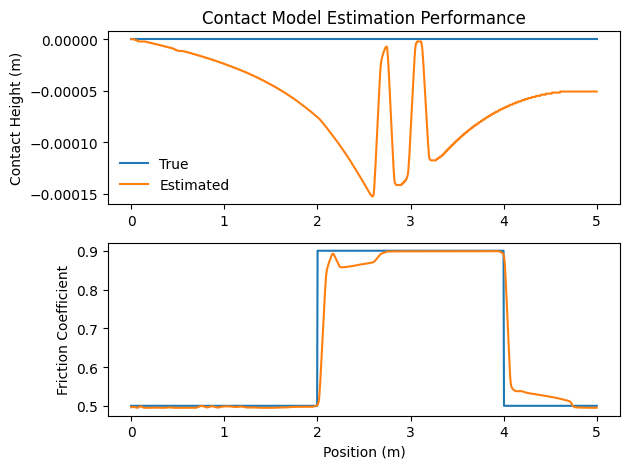 Contact Model Estimation Performance
Contact Height (m)
0.00000
−0.00005
−0.00010
−0.00015
True
Estimated
0 1 2 3 4 5
Friction Coefficient
0.9
0.8
0.7
0.6
0.5
0 1 2 3 4 5
Position (m)